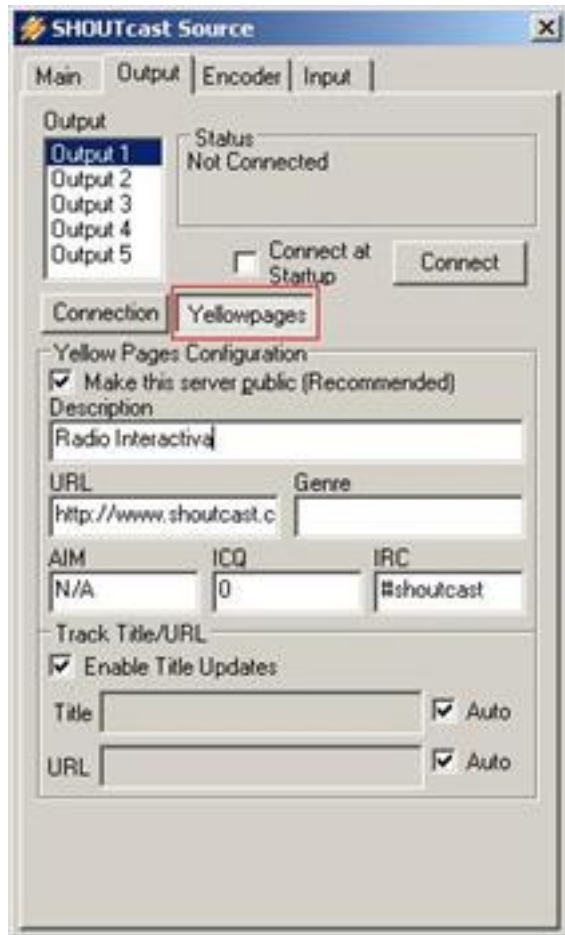 SHOUTcast Source
Main Output Encoder Input
Output
Output 1
Output 2
Output 3
Output 4
Output 5
Status
Not Connected
Connect at
Startup
Connect
Connection Yellowpages
Yellow Pages Configuration
Make this server public (Recommended)
Description
Radio Interactiva
URL Genre
http://www.shoutcast.c
AIM ICQ IRC
N/A 0 #shoutcast
Track Title/URL
Enable Title Updates
Title Auto
URL Auto